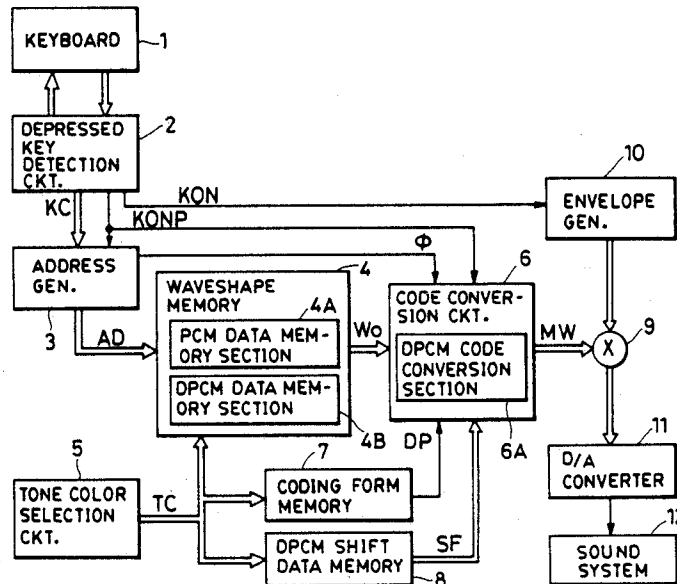 KEYBOARD
1
DEPRESSED
KEY
DETECTION
CKT.
2
KC
KON
KONP
10
ENVELOPE
GEN.
ADDRESS
GEN.
3
Φ
AD
WAVESHAPE
MEMORY
4
4A
PCM DATA MEM-
ORY SECTION
DPCM DATA MEM-
ORY SECTION
4B
Wo
6
CODE CONVER-
SION CKT.
DPCM CODE
CONVERSION
SECTION
6A
MW
X
9
DP
5
TONE COLOR
SELECTION
CKT.
TC
7
CODING FORM
MEMORY
DPCM SHIFT
DATA MEMORY
8
SF
11
D/A
CONVERTER
12
SOUND
SYSTEM